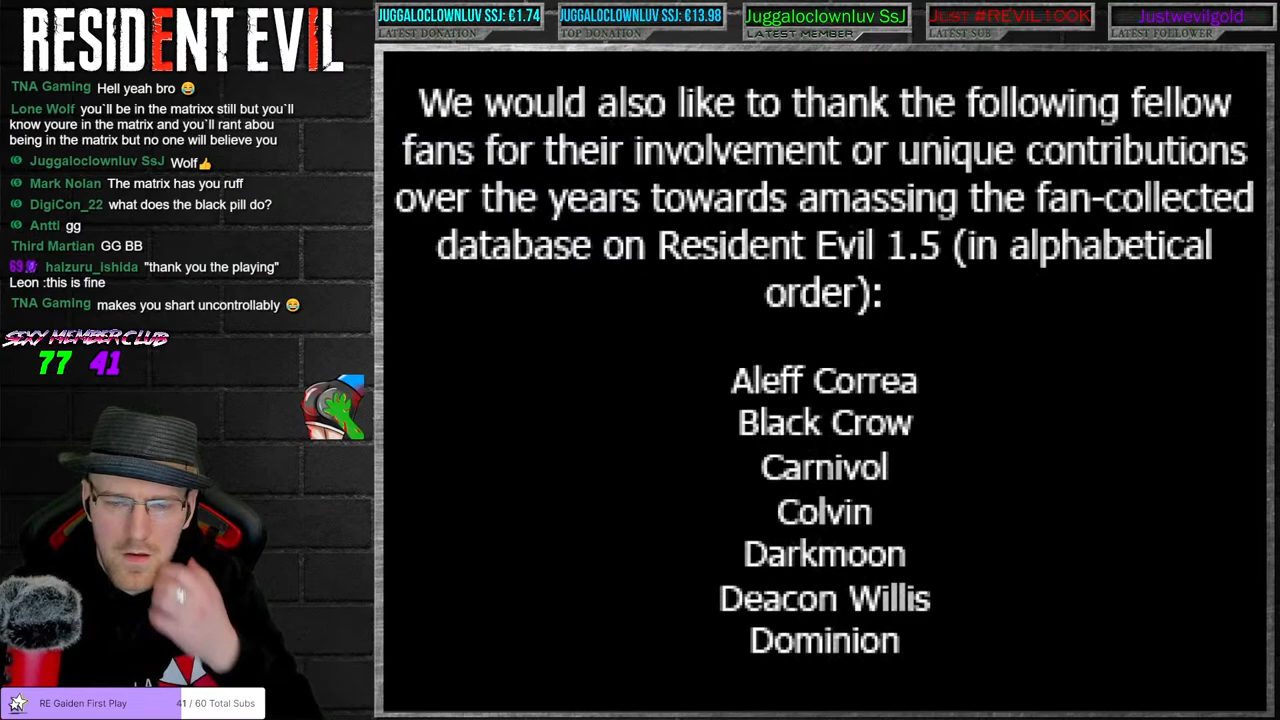 RESIDENT EVIL
JUGGALOCLOWNLUV SSJ: €1.74
LATEST DONATION
JUGGALOCLOWNLUV SSJ: €13.98
TOP DONATION
Juggaloclownluv SsJ
LATEST MEMBER
JUST #REVIL100K
LATEST SUB
Justwevilgold
LATEST FOLLOWER
TNA Gaming Hell yeah bro 😂
Lone Wolf you`ll be in the matrixx still but you`ll
know youre in the matrix and you`ll rant abou
being in the matrix but no one will believe you
Juggaloclownluv SsJ Wolf👍
Mark Nolan The matrix has you ruff
DigiCon_22 what does the black pill do?
Antti gg
Third Martian GG BB
haizuru_ishida "thank you the playing"
Leon :this is fine
TNA Gaming makes you shart uncontrollably 😂
SEXY MEMBER CLUB
77 41
We would also like to thank the following fellow
fans for their involvement or unique contributions
over the years towards amassing the fan-collected
database on Resident Evil 1.5 (in alphabetical
order):
Aleff Correa
Black Crow
Carnivol
Colvin
Darkmoon
Deacon Willis
Dominion
RE Gaiden First Play 41 / 60 Total Subs